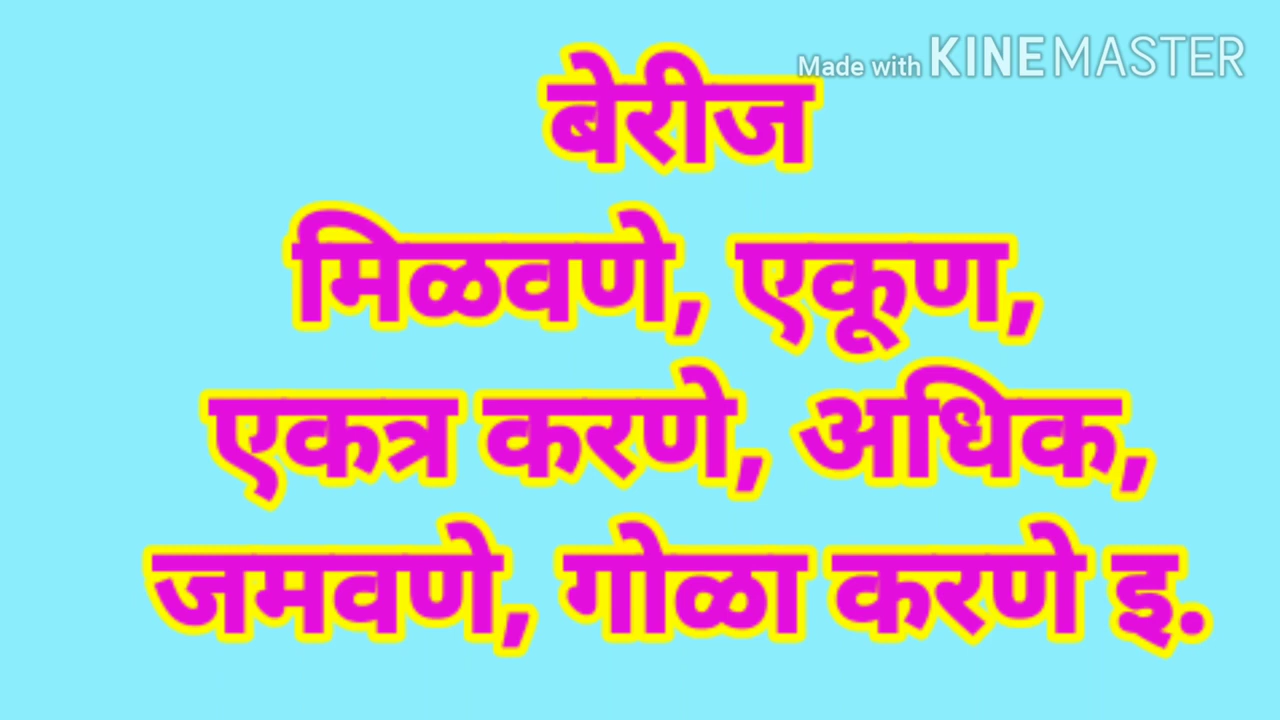 Made with KINEMASTER
बेरीज
मिळवणे, एकूण,
एकत्र करणे, अधिक,
जमवणे, गोळा करणे इ.